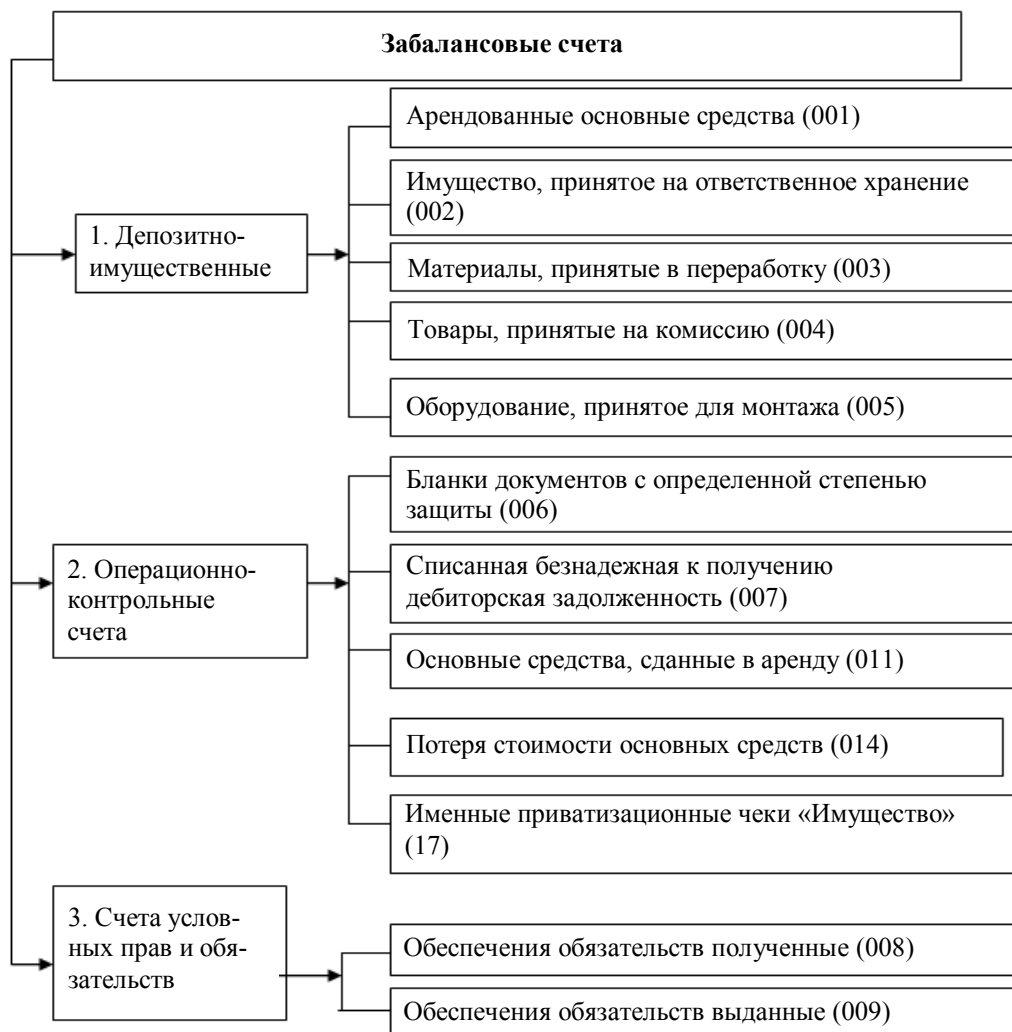 Забалансовые счета
Арендованные основные средства (001)
Имущество, принятое на ответственное хранение
(002)
1. Депозитно-
имущественные
Материалы, принятые в переработку (003)
Товары, принятые на комиссию (004)
Оборудование, принятое для монтажа (005)
Бланки документов с определенной степенью
защиты (006)
2. Операционно-
контрольные
счета
Списанная безнадежная к получению
дебиторская задолженность (007)
Основные средства, сданные в аренду (011)
Потеря стоимости основных средств (014)
Именные приватизационные чеки «Имущество»
(17)
3. Счета услов-
ных прав и обя-
зательств
Обеспечения обязательств полученные (008)
Обеспечения обязательств выданные (009)